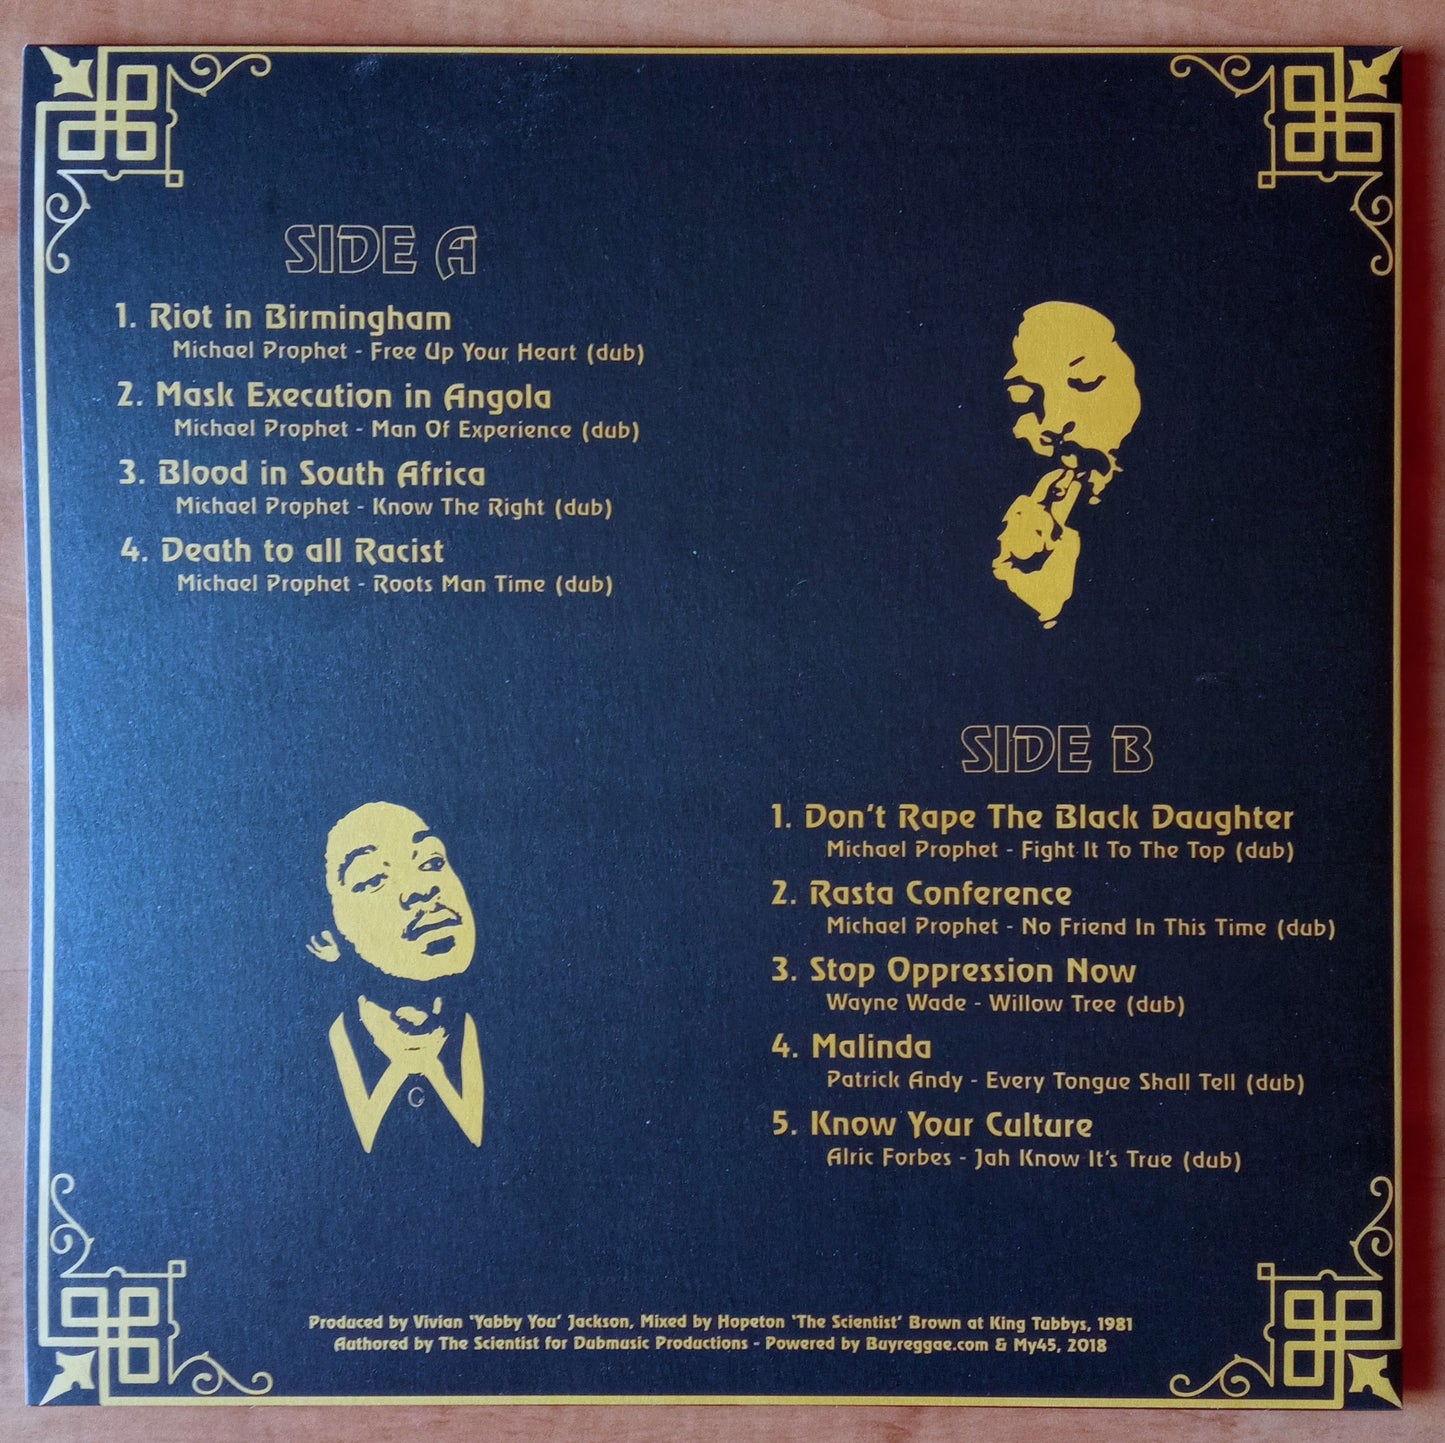 SIDE A
1. Riot in Birmingham
Michael Prophet - Free Up Your Heart (dub)
2. Mask Execution in Angola
Michael Prophet - Man Of Experience (dub)
3. Blood in South Africa
Michael Prophet - Know The Right (dub)
4. Death to all Racist
Michael Prophet - Roots Man Time (dub)
SIDE B
1. Don't Rape The Black Daughter
Michael Prophet - Fight It To The Top (dub)
2. Rasta Conference
Michael Prophet - No Friend In This Time (dub)
3. Stop Oppression Now
Wayne Wade - Willow Tree (dub)
4. Malinda
Patrick Andy - Every Tongue Shall Tell (dub)
5. Know Your Culture
Alric Forbes - Jah Know It's True (dub)
C
Produced by Vivian 'Yabby You' Jackson, Mixed by Hopeton 'The Scientist' Brown at King Tubbys, 1981
Authored by The Scientist for Dubmusic Productions - Powered by Buyreggae.com & My45, 2018